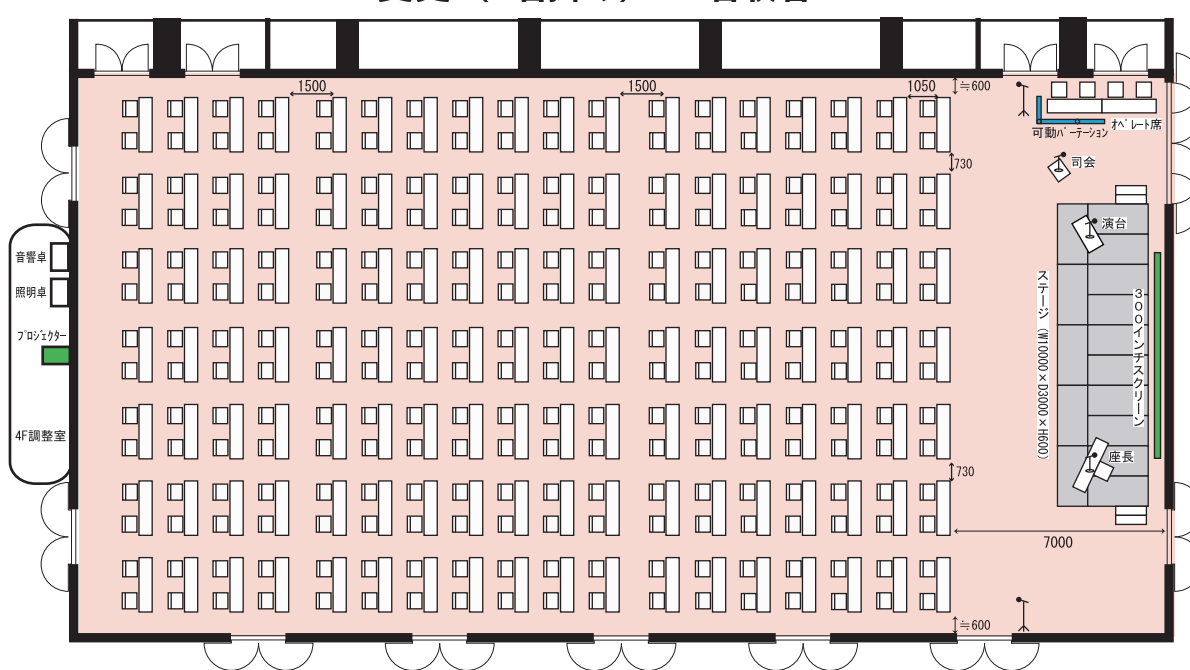 1500
1500
1050
≒600
可動パーテーション
オペレート席
730
司会
演台
音響卓
照明卓
プロジェクター
4F調整室
ステージ (W10000×D3000×H600)
300インチスクリーン
座長
730
7000
≒600